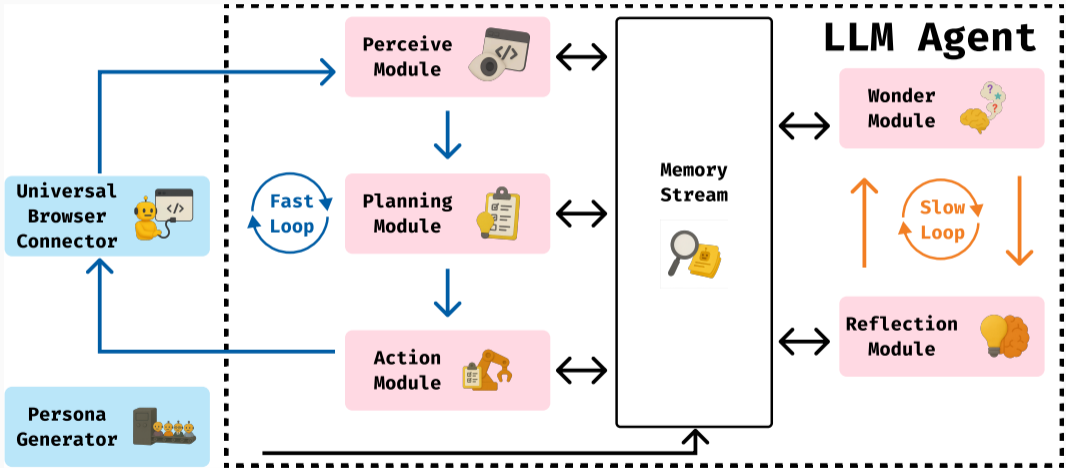 LLM Agent
Perceive
Module
Wonder
Module
Universal
Browser
Connector
Fast
Loop
Planning
Module
Memory
Stream
Slow
Loop
Action
Module
Reflection
Module
Persona
Generator